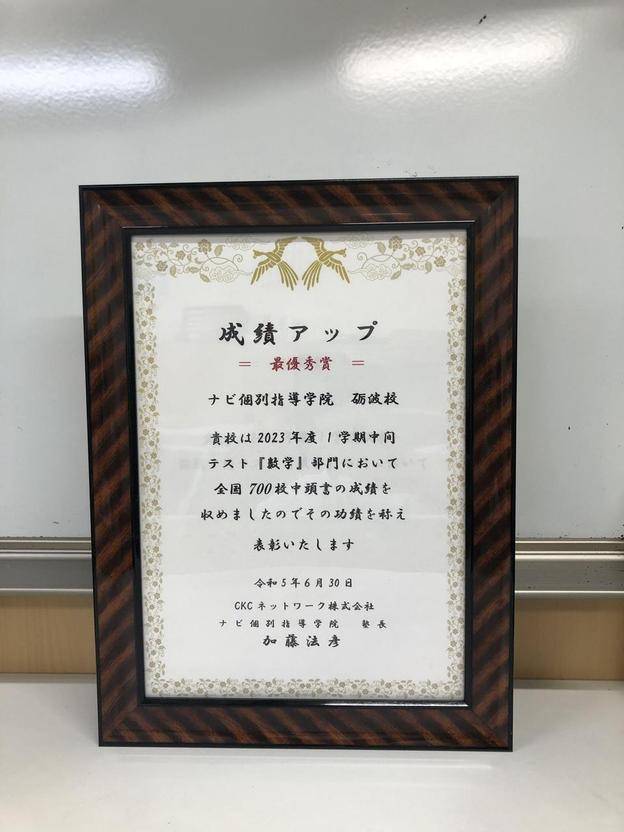 成績アップ
＝ 最優秀賞 ＝
ナビ個別指導学院 砺波校
貴校は2023年度1学期中間
テスト『数学』部門において
全国700校中頭書の成績を
収めましたのでその功績を称え
表彰いたします
令和5年6月30日
CKCネットワーク株式会社
ナビ個別指導学院 塾長
加藤法彦